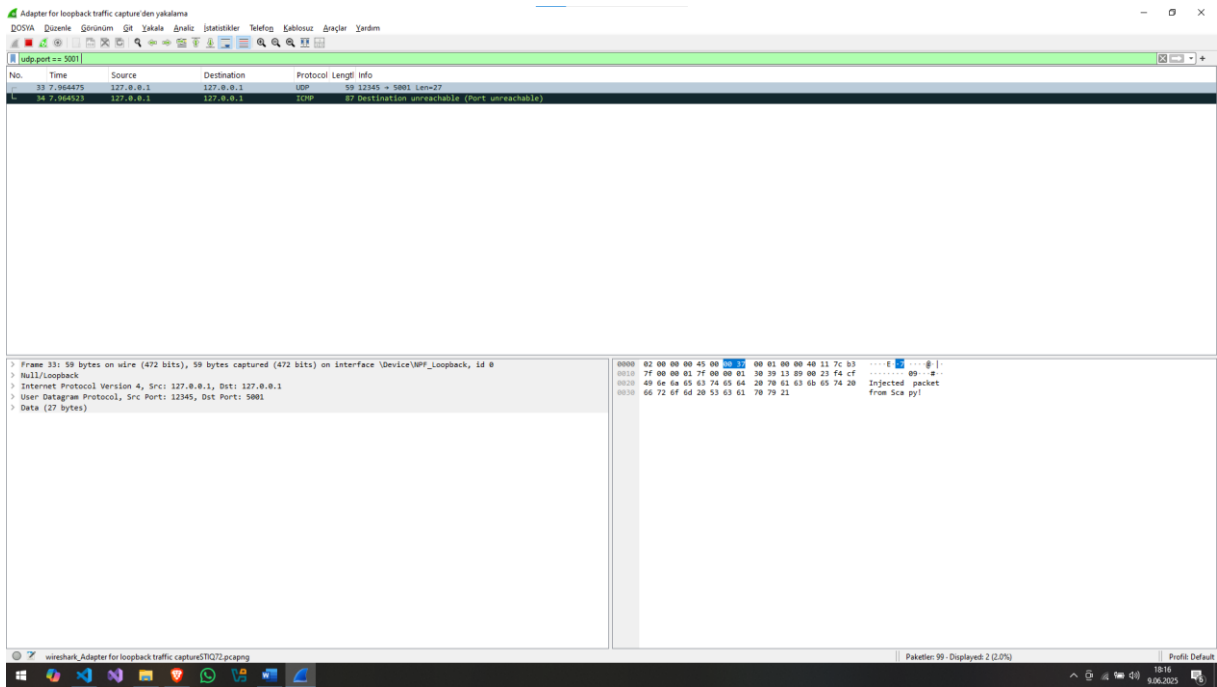 Adapter for loopback traffic capture'den yakalama
DOSYA Düzenle Görünüm Git Yakala Analiz İstatistikler Telefon Kablosuz Araçlar Yardım
udp.port == 5001
No. Time Source Destination Protocol Lengtl Info
33 7.964475 127.0.0.1 127.0.0.1 UDP 59 12345 → 5001 Len=27
34 7.964523 127.0.0.1 127.0.0.1 ICMP 87 Destination unreachable (Port unreachable)
> Frame 33: 59 bytes on wire (472 bits), 59 bytes captured (472 bits) on interface \Device\NPF_Loopback, id 0
> Null/Loopback
> Internet Protocol Version 4, Src: 127.0.0.1, Dst: 127.0.0.1
> User Datagram Protocol, Src Port: 12345, Dst Port: 5001
> Data (27 bytes)
0000 02 00 00 00 45 00 00 37 00 01 00 00 40 11 7c b3 ····E··7 ····@·|·
0010 7f 00 00 01 7f 00 00 01 30 39 13 89 00 23 f4 cf ········ 09···#··
0020 49 6e 6a 65 63 74 65 64 20 70 61 63 6b 65 74 20 Injected packet
0030 66 72 6f 6d 20 53 63 61 70 79 21 from Sca py!
wireshark_Adapter for loopback traffic captureSTIQ72.pcapng
Paketler: 99 · Displayed: 2 (2.0%)
Profil: Default
18:16
9.06.2025